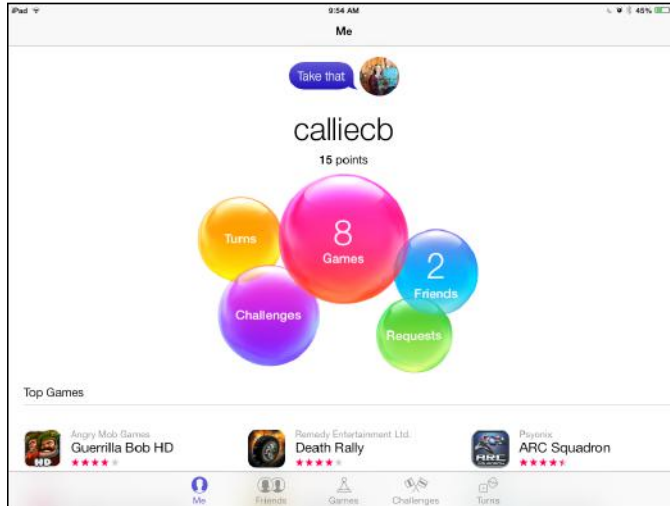 iPad 9:54 AM 45%
Me
Take that
calliecb
15 points
8
Games
Turns
2
Friends
Challenges
Requests
Top Games
Angry Mob Games
Guerrilla Bob HD
HD
Remedy Entertainment Ltd.
Death Rally
Psyonix
ARC Squadron
ARC
Me Friends Games Challenges Turns